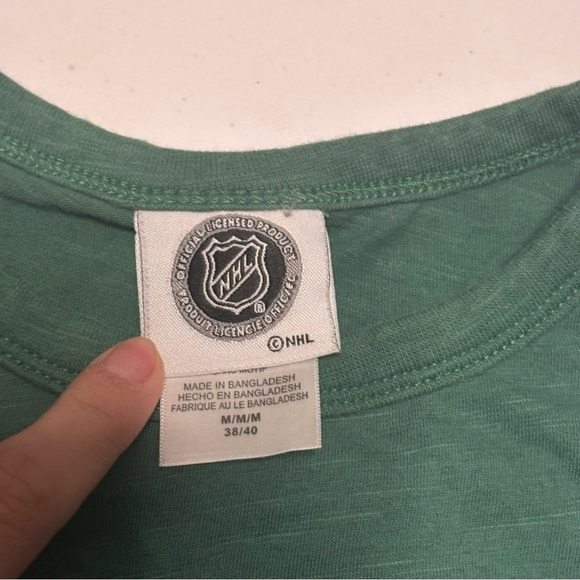 OFFICIAL LICENSED PRODUCT
NHL
®
PRODUIT LICENCIÉ OFFICIEL
©NHL
MADE IN BANGLADESH
HECHO EN BANGLADESH
FABRIQUE AU LE BANGLADESH
M/M/M
38/40